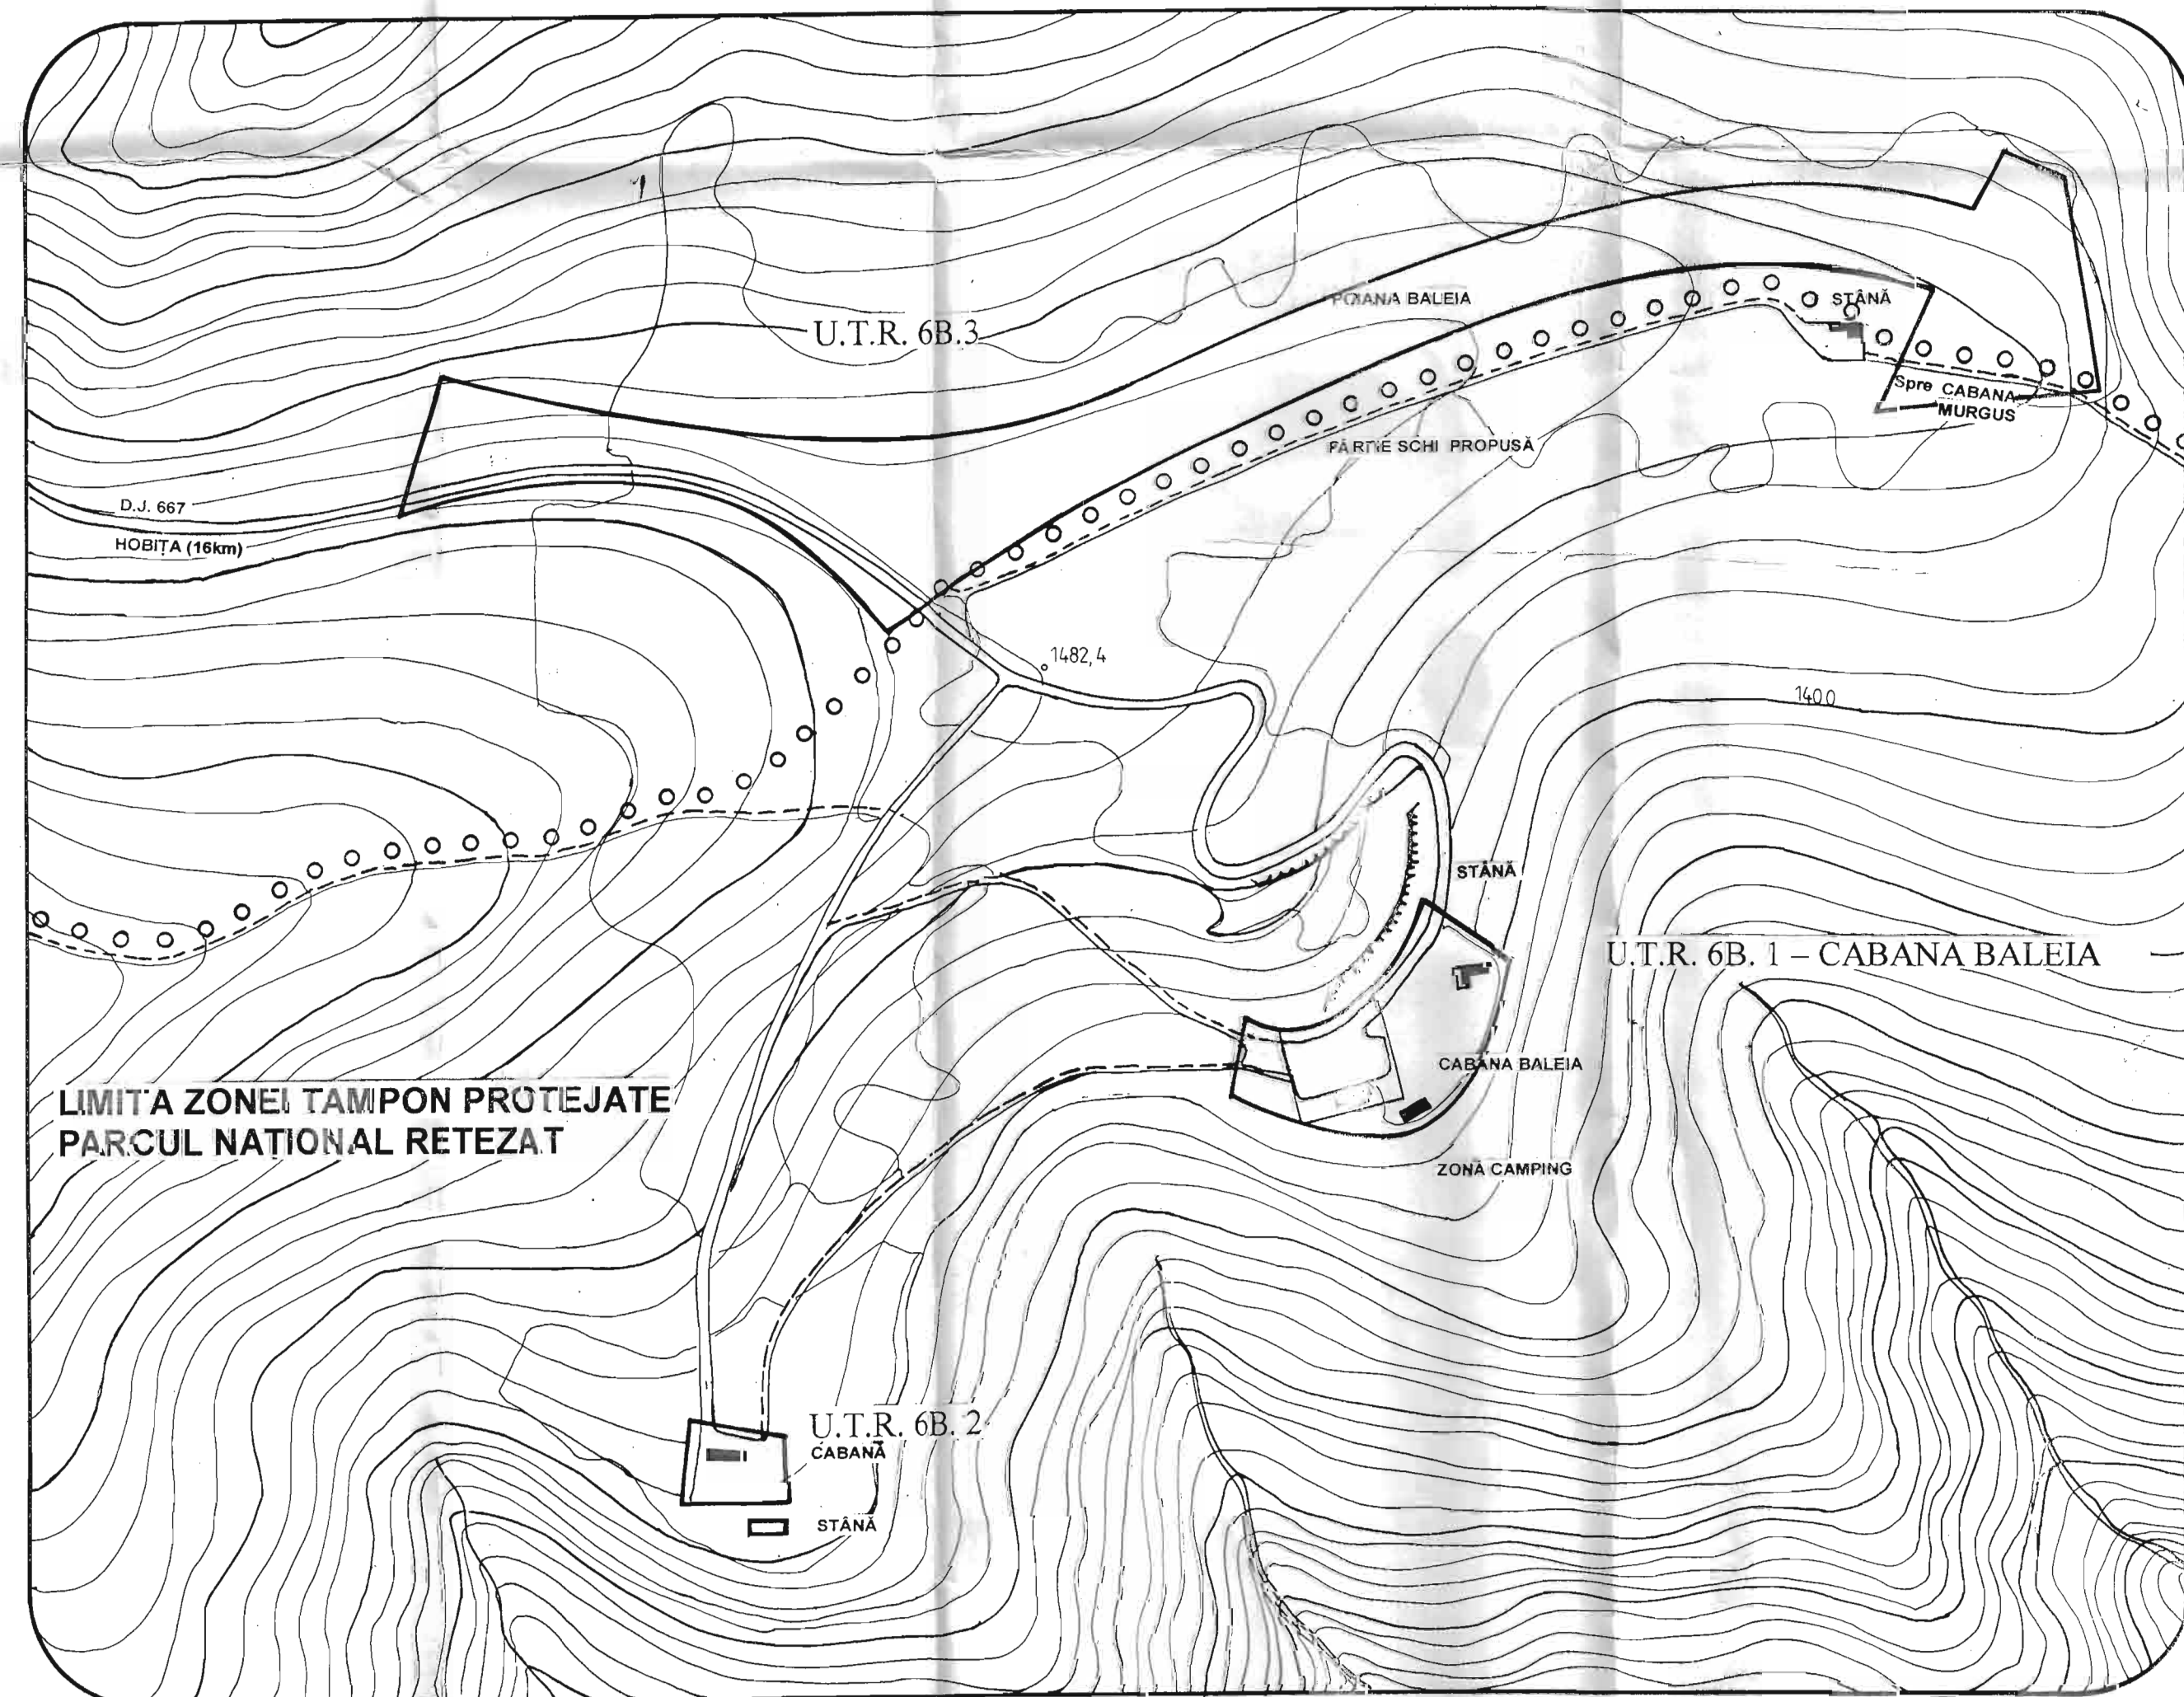 POIANA BALEIA
STÂNĂ
U.T.R. 6B.3
Spre CABANA
MURGUS
PÂRTIE SCHI PROPUSĂ
D.J. 667
HOBIȚA (16km)
1482,4
1400
STÂNĂ
U.T.R. 6B. 1 – CABANA BALEIA
CABANA BALEIA
LIMITA ZONEI TAMPON PROTEJATE
PARCUL NAȚIONAL RETEZAT
ZONĂ CAMPING
U.T.R. 6B. 2
CABANĂ
STÂNĂ